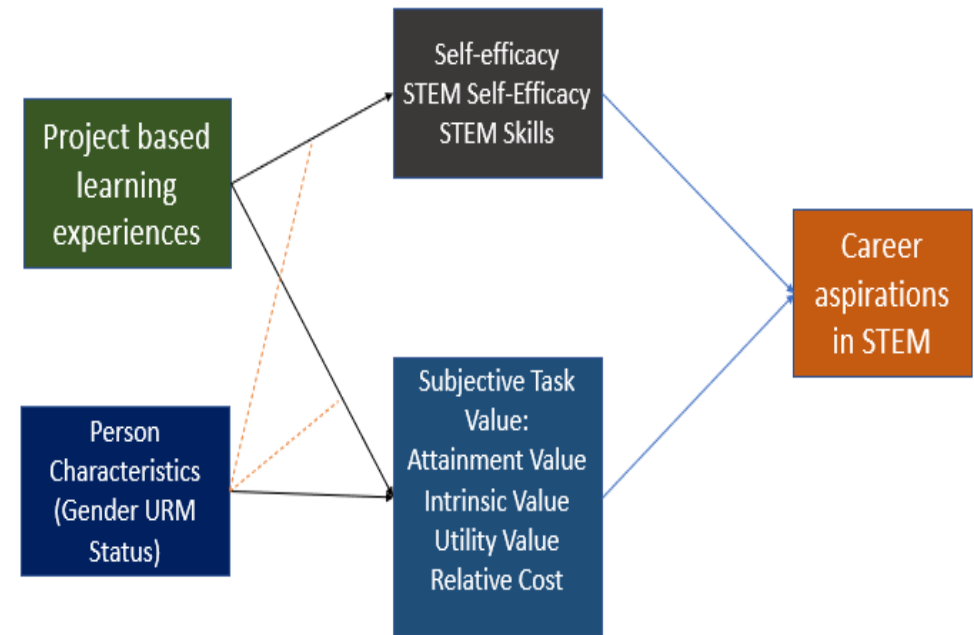 Project based
learning
experiences
Self-efficacy
STEM Self-Efficacy
STEM Skills
Person
Characteristics
(Gender URM
Status)
Subjective Task
Value:
Attainment Value
Intrinsic Value
Utility Value
Relative Cost
Career
aspirations
in STEM